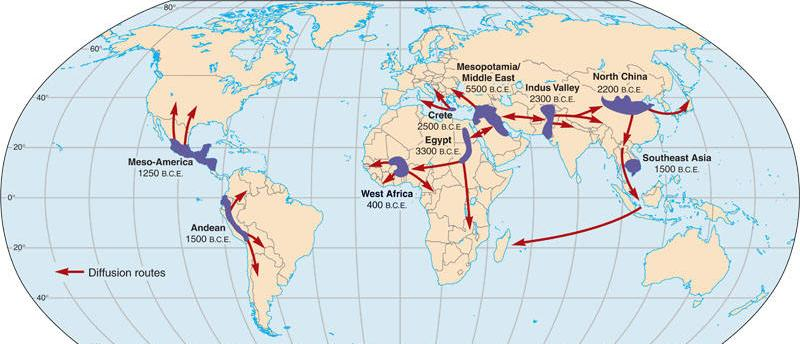 80°
60°
Mesopotamia/
Middle East
5500 B.C.E.
Indus Valley
2300 B.C.E.
North China
2200 B.C.E.
40°
Crete
2500 B.C.E.
Egypt
3300 B.C.E.
20°
Meso-America
1250 B.C.E.
Southeast Asia
1500 B.C.E.
West Africa
400 B.C.E.
0°
Andean
1500 B.C.E.
20°
Diffusion routes
40°